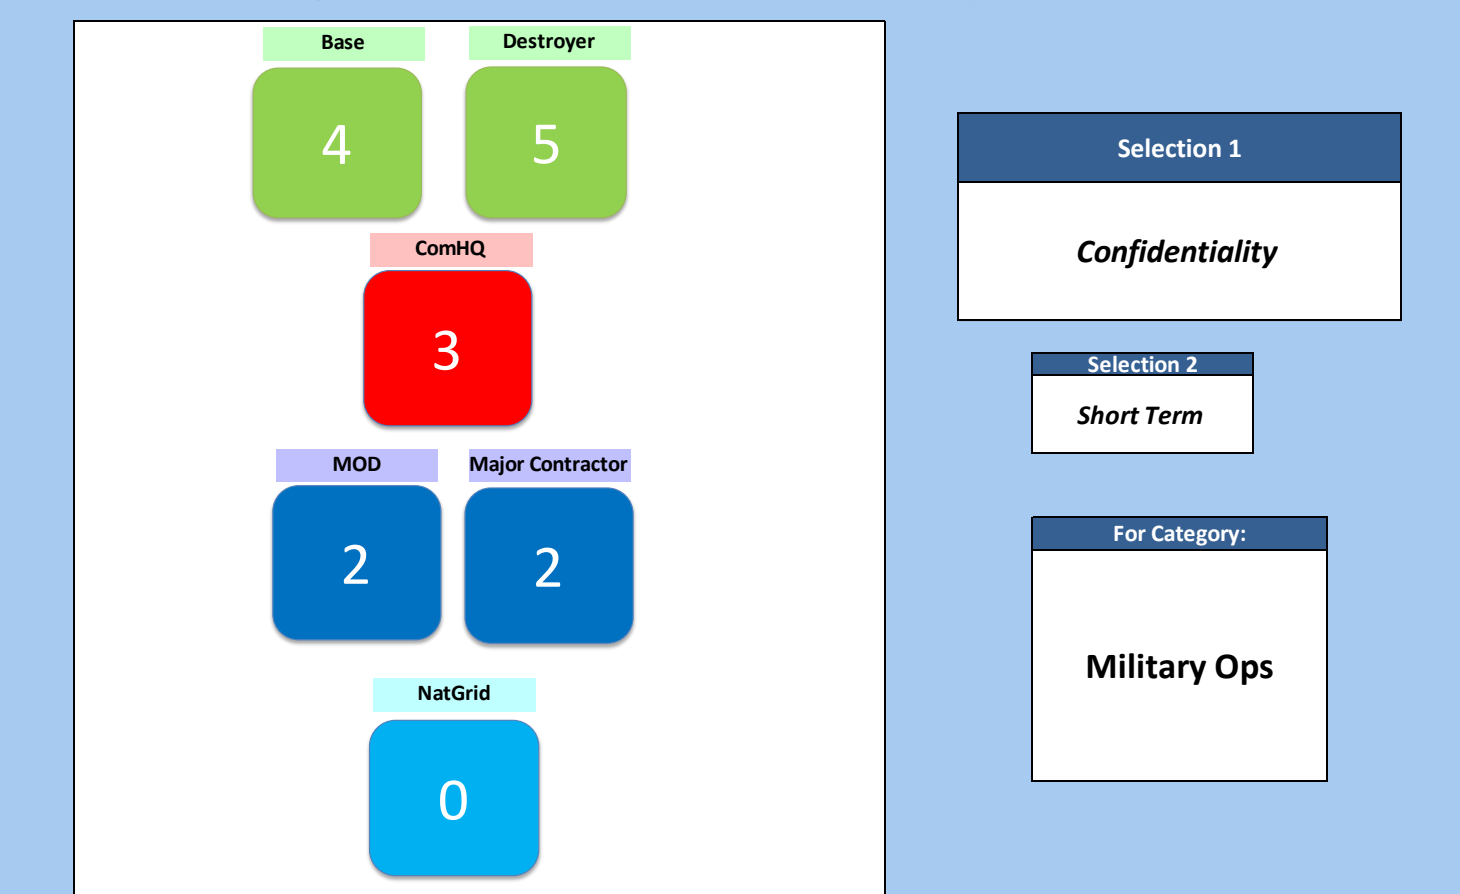 Base
Destroyer
4
5
ComHQ
3
MOD
Major Contractor
2
2
NatGrid
0
Selection 1
Confidentiality
Selection 2
Short Term
For Category:
Military Ops